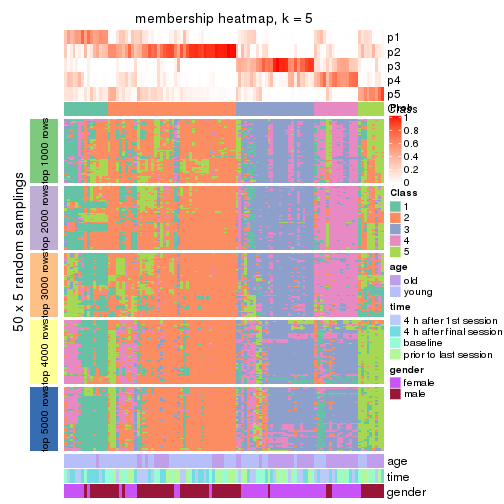 membership heatmap, k = 5
p1
p2
p3
p4
p5
Class
Prob
1
0.8
0.6
0.4
0.2
0
Class
1
2
3
4
5
age
old
young
time
4 h after 1st session
4 h after final session
baseline
prior to last session
gender
female
male
50 x 5 random samplings
top 1000 rows
top 2000 rows
top 3000 rows
top 4000 rows
top 5000 rows
age
time
gender